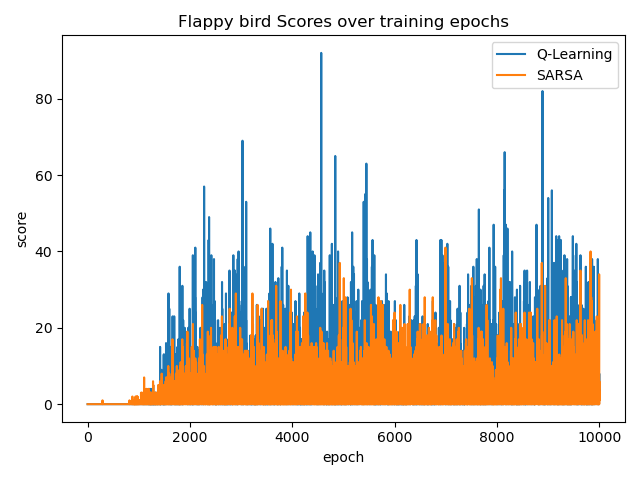 Flappy bird Scores over training epochs
Q-Learning
SARSA
80
60
40
20
0
score
0 2000 4000 6000 8000 10000
epoch